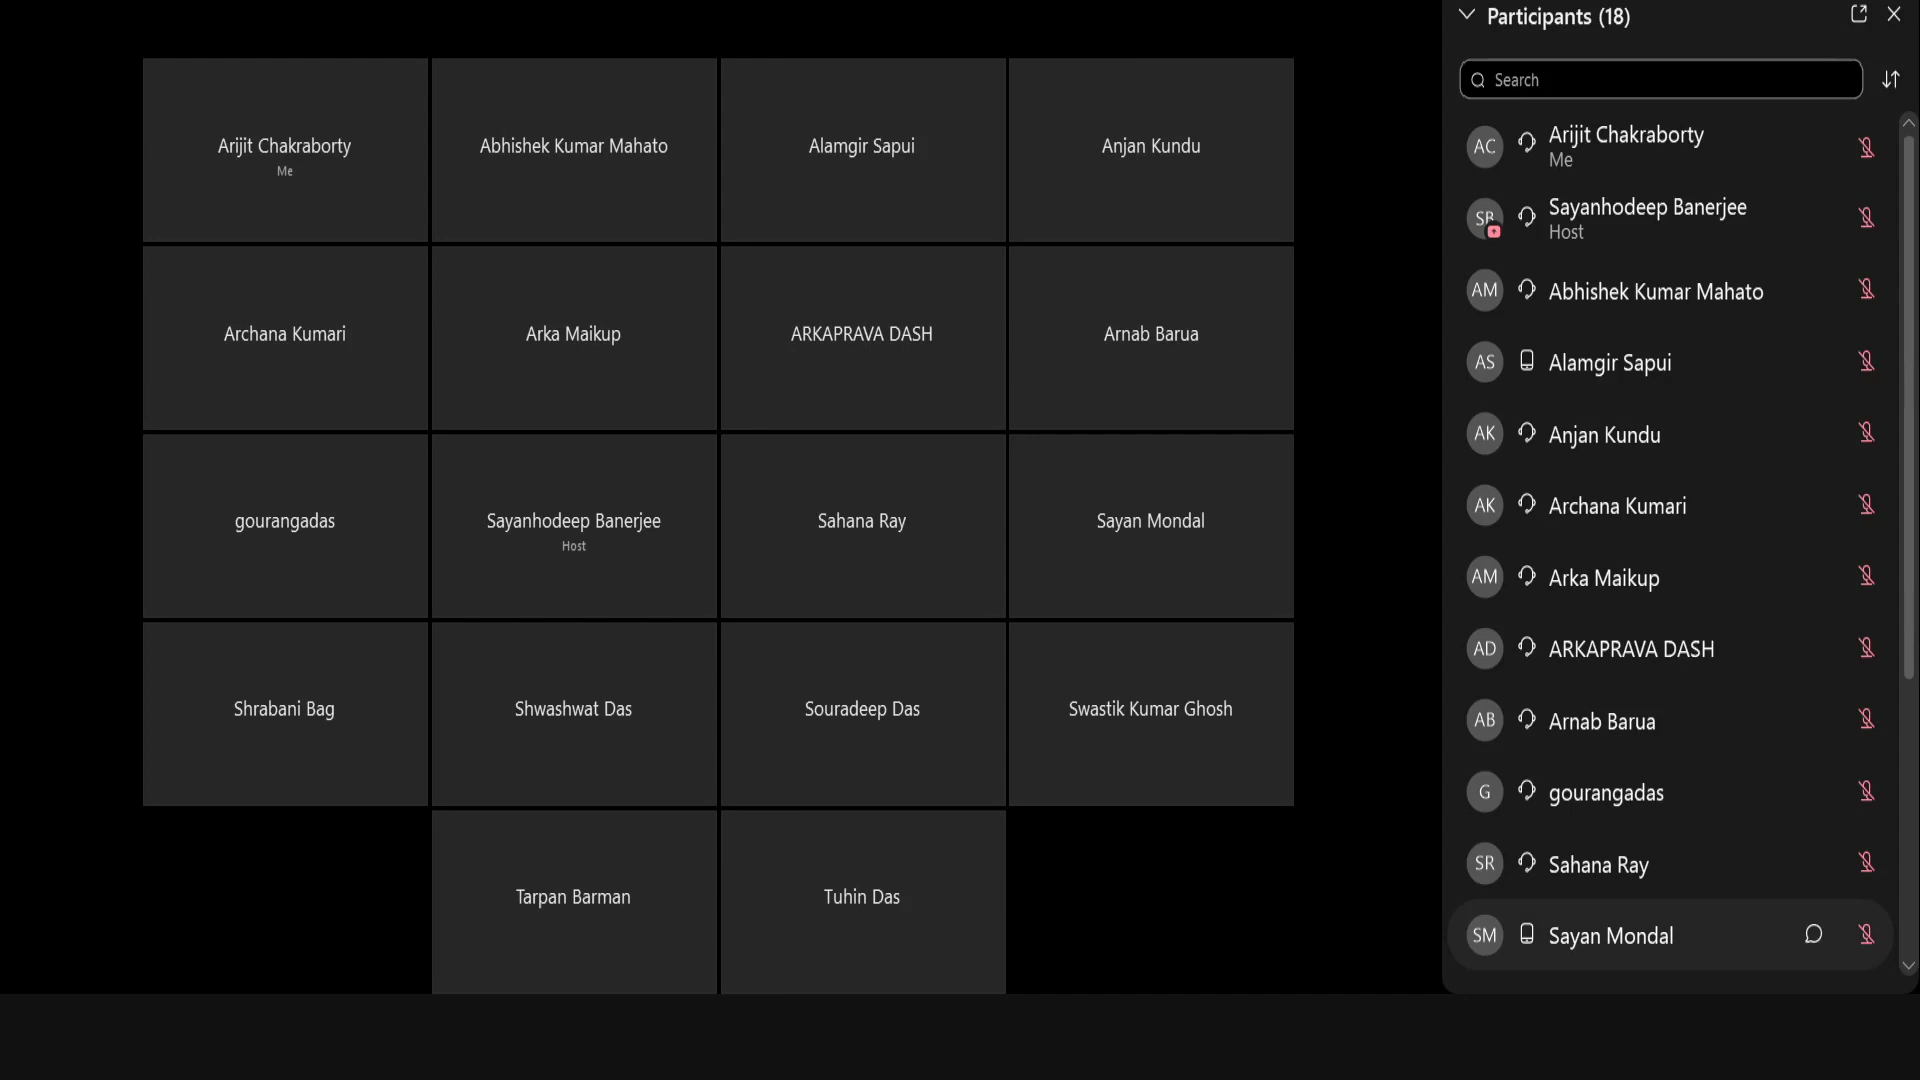 Arijit Chakraborty
Me
Abhishek Kumar Mahato
Alamgir Sapui
Anjan Kundu
Archana Kumari
Arka Maikup
ARKAPRAVA DASH
Arnab Barua
gourangadas
Sayanhodeep Banerjee
Host
Sahana Ray
Sayan Mondal
Shrabani Bag
Shwashwat Das
Souradeep Das
Swastik Kumar Ghosh
Tarpan Barman
Tuhin Das
Participants (18)
Search
AC
Arijit Chakraborty
Me
SB
Sayanhodeep Banerjee
Host
AM
Abhishek Kumar Mahato
AS
Alamgir Sapui
AK
Anjan Kundu
AK
Archana Kumari
AM
Arka Maikup
AD
ARKAPRAVA DASH
AB
Arnab Barua
G
gourangadas
SR
Sahana Ray
SM
Sayan Mondal